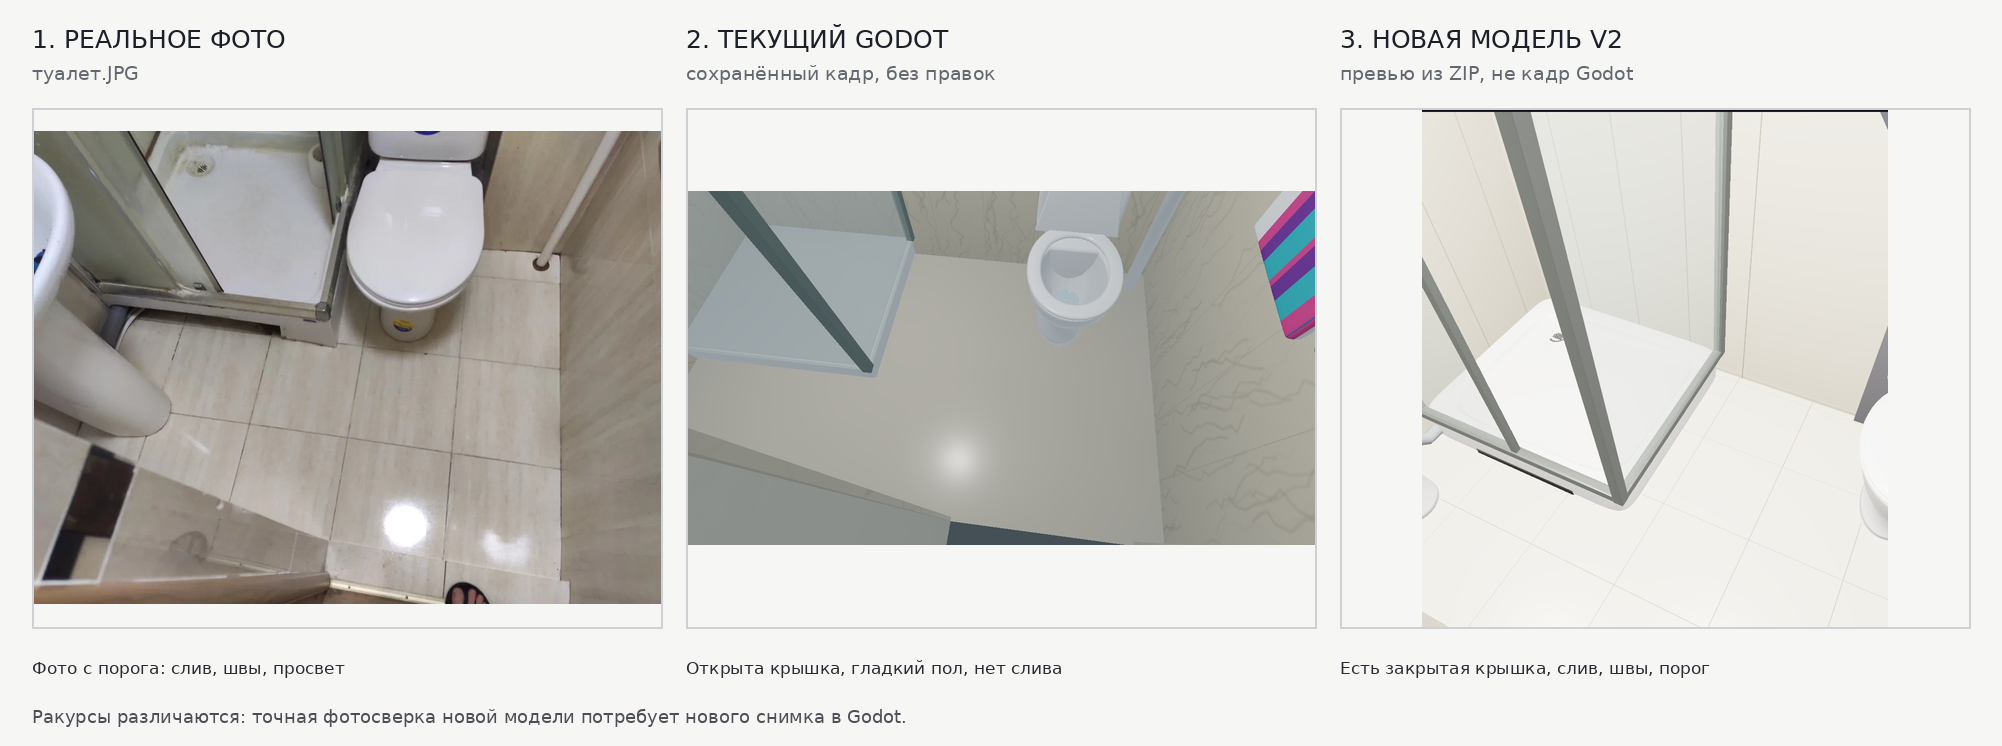 1. РЕАЛЬНОЕ ФОТО
туалет.JPG
2. ТЕКУЩИЙ GODOT
сохранённый кадр, без правок
3. НОВАЯ МОДЕЛЬ V2
превью из ZIP, не кадр Godot
Фото с порога: слив, швы, просвет
Открыта крышка, гладкий пол, нет слива
Есть закрытая крышка, слив, швы, порог
Ракурсы различаются: точная фотосверка новой модели потребует нового снимка в Godot.